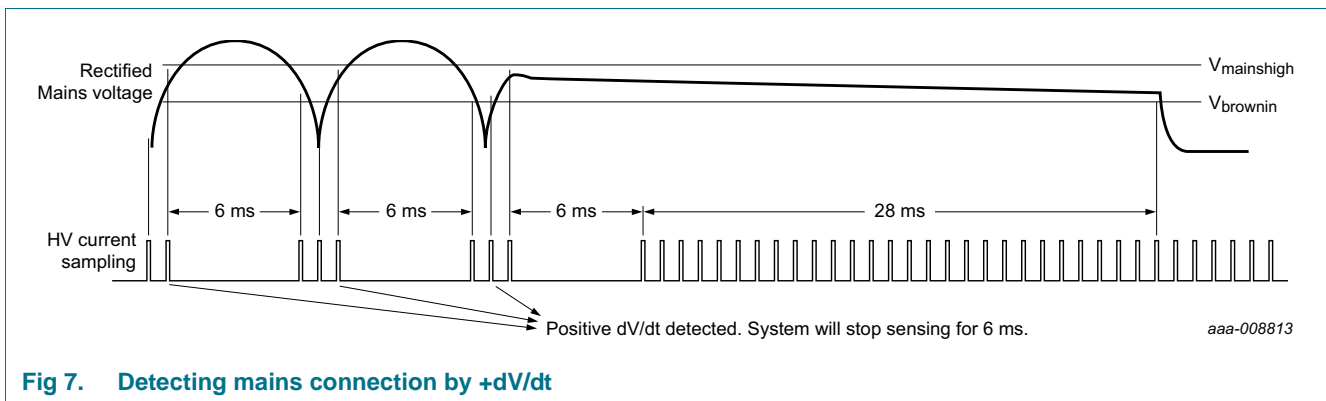 Rectified
Mains voltage
Vmainshigh
Vbrownin
6 ms
6 ms
6 ms
28 ms
HV current
sampling
Positive dV/dt detected. System will stop sensing for 6 ms.
aaa-008813
Fig 7. Detecting mains connection by +dV/dt